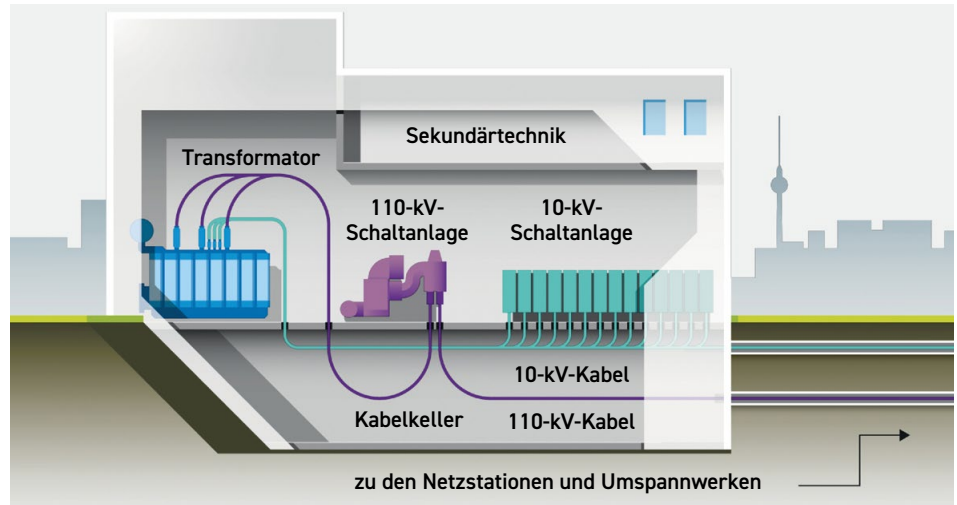 Sekundärtechnik
Transformator
110-kV-
Schaltanlage
10-kV-
Schaltanlage
10-kV-Kabel
Kabelkeller
110-kV-Kabel
zu den Netzstationen und Umspannwerken